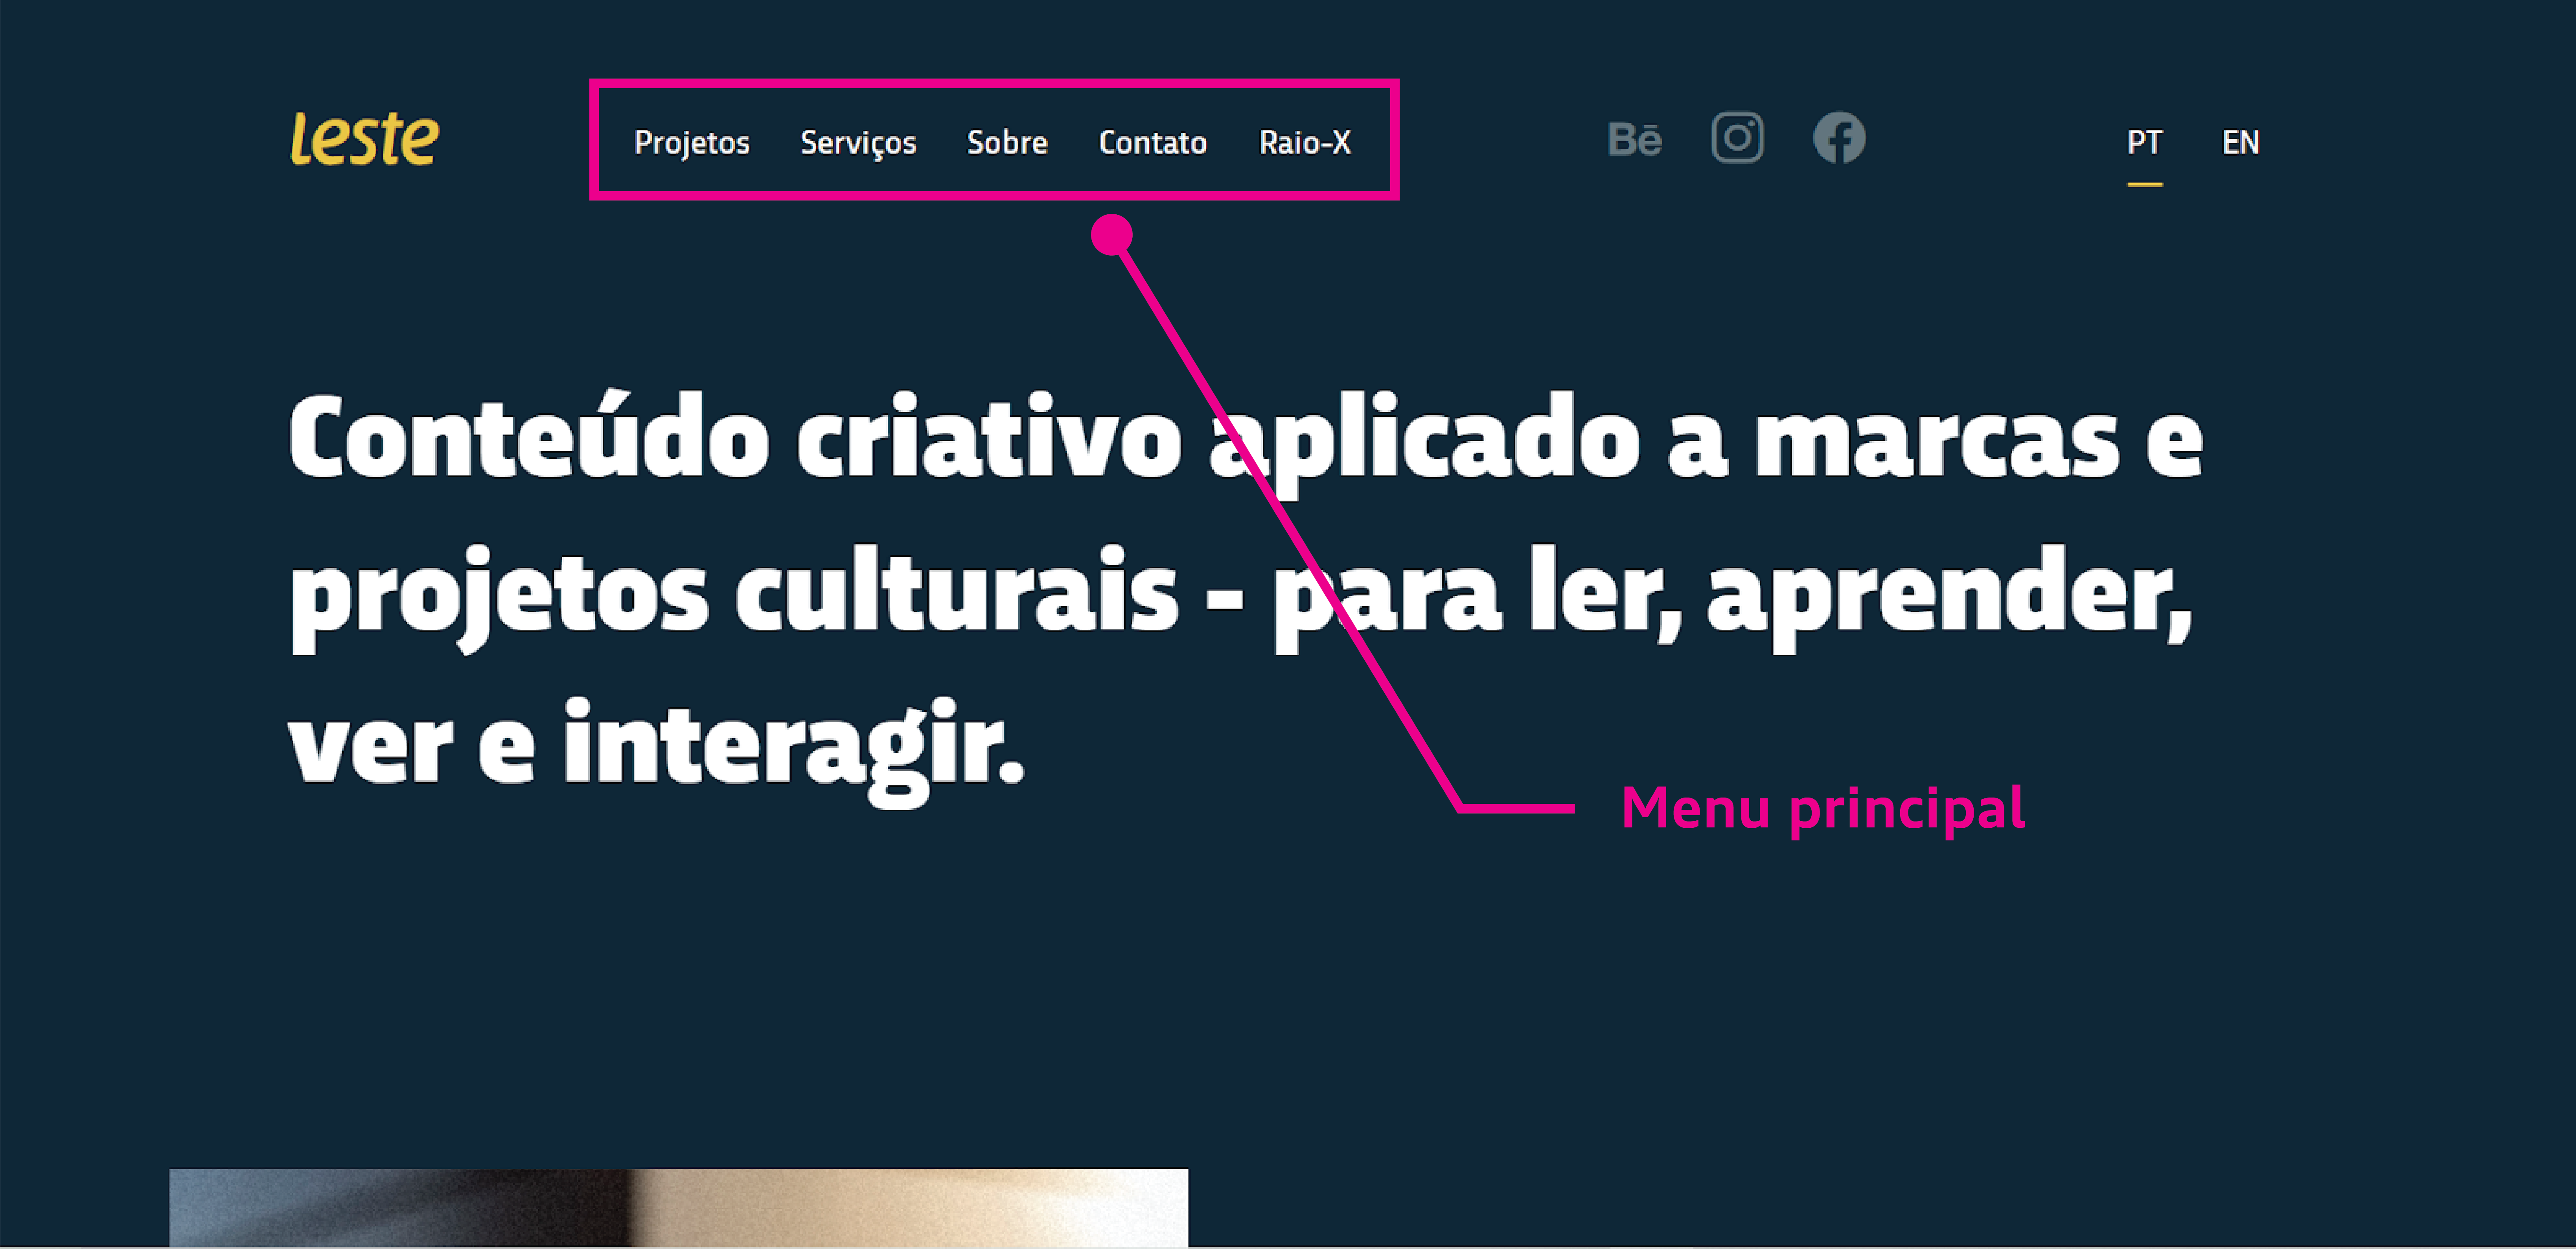 Leste
Projetos Serviços Sobre Contato Raio-X
Bē
PT EN
Conteúdo criativo aplicado a marcas e
projetos culturais - para ler, aprender,
ver e interagir.
Menu principal